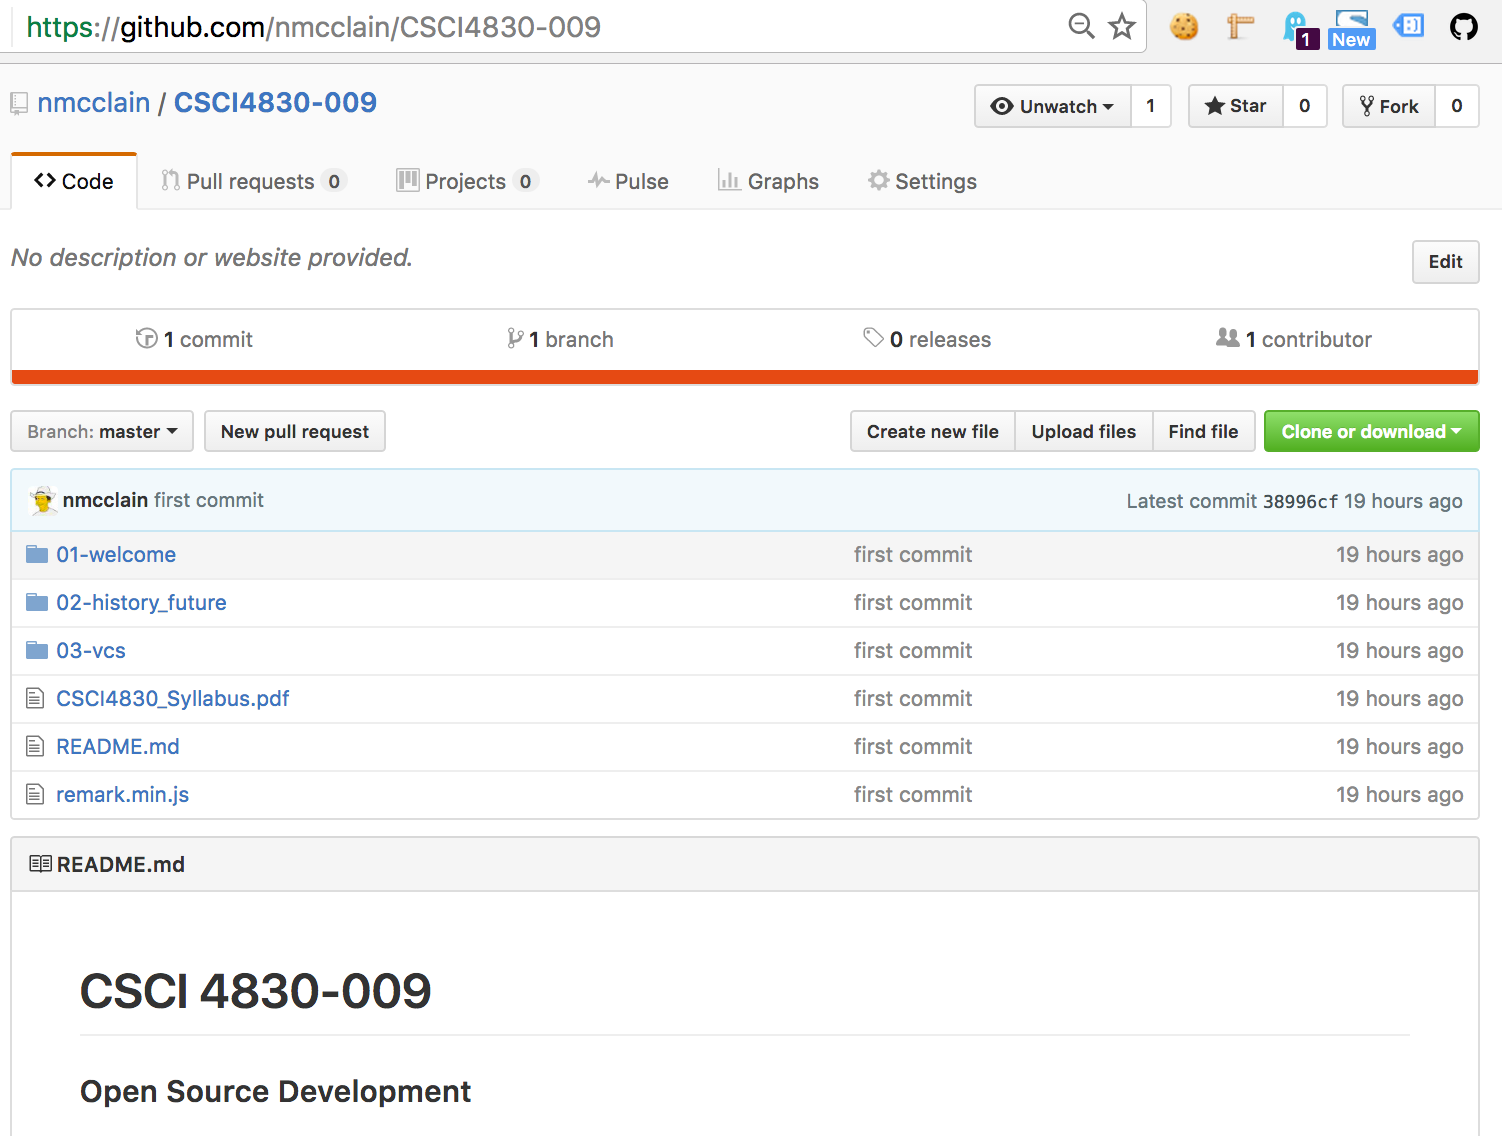 https://github.com/nmcclain/CSCI4830-009
1
New
nmcclain / CSCI4830-009
Unwatch 1 Star 0 Fork 0
Code Pull requests 0 Projects 0 Pulse Graphs Settings
No description or website provided.
Edit
1 commit 1 branch 0 releases 1 contributor
Branch: master New pull request Create new file Upload files Find file Clone or download
nmcclain first commit Latest commit 38996cf 19 hours ago
01-welcome first commit 19 hours ago
02-history_future first commit 19 hours ago
03-vcs first commit 19 hours ago
CSCI4830_Syllabus.pdf first commit 19 hours ago
README.md first commit 19 hours ago
remark.min.js first commit 19 hours ago
README.md
CSCI 4830-009
Open Source Development